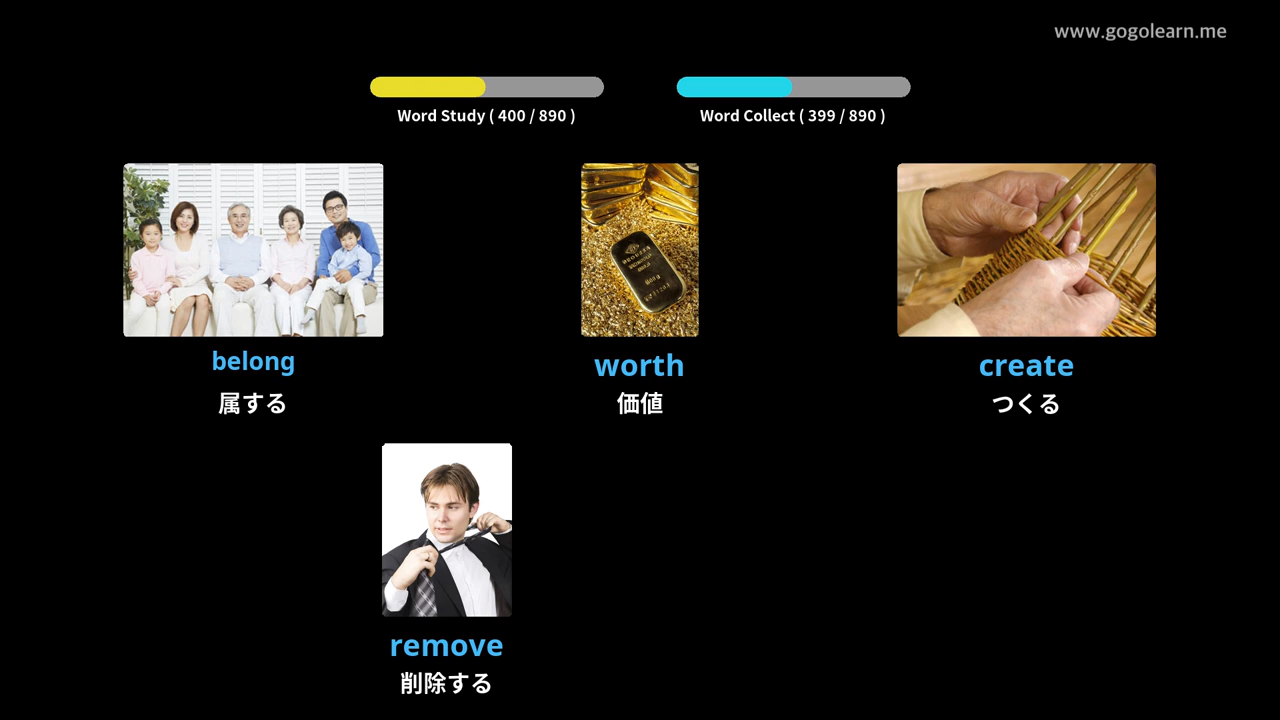 www.gogolearn.me
Word Study ( 400 / 890 )
Word Collect ( 399 / 890 )
belong
属する
worth
価値
create
つくる
remove
削除する